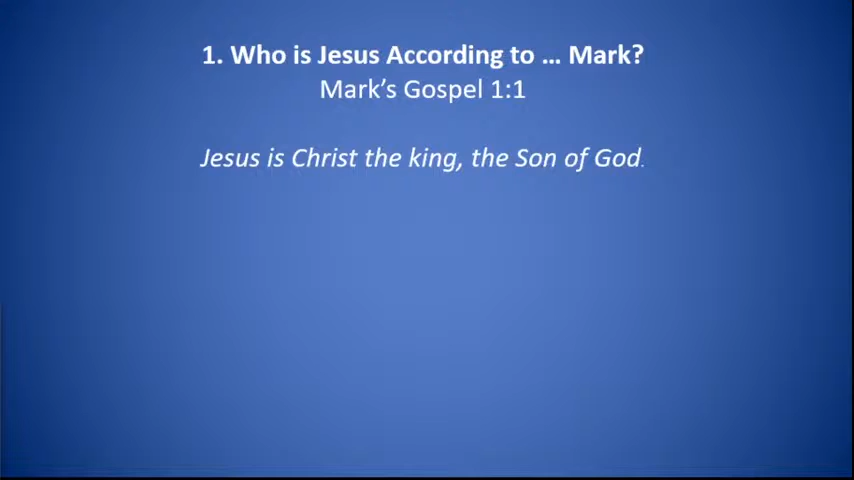 1. Who is Jesus According to … Mark?
Mark’s Gospel 1:1
Jesus is Christ the king, the Son of God.